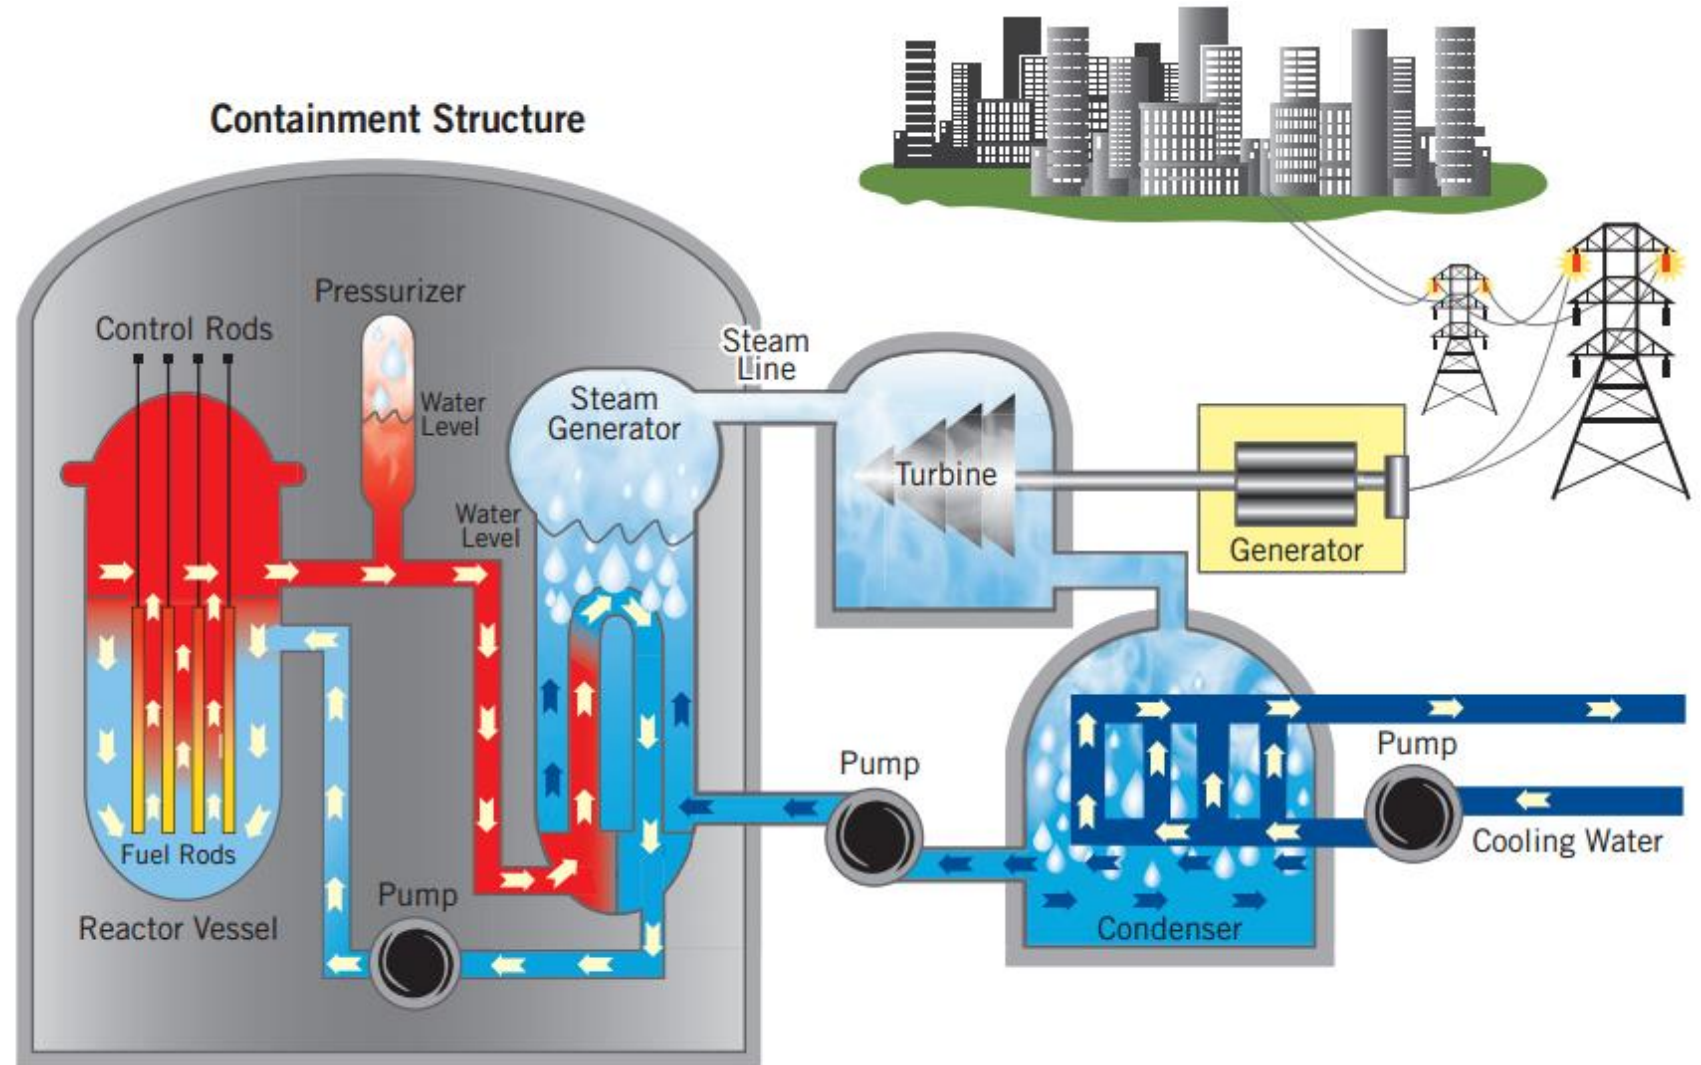 Containment Structure
Pressurizer
Control Rods
Water
Level
Steam
Line
Steam
Generator
Water
Level
Turbine
Generator
Fuel Rods
Reactor Vessel
Pump
Pump
Condenser
Pump
Cooling Water